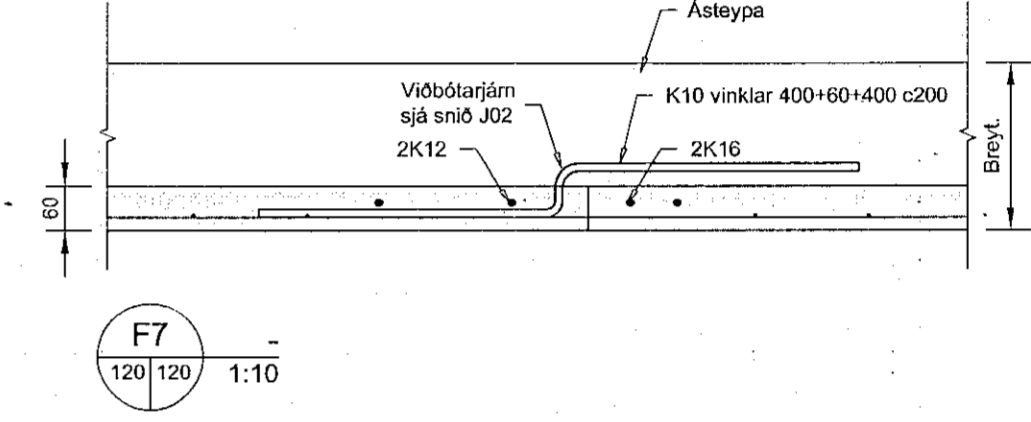 Ásteypa
Viðbótarjárn
sjá snið J02
K10 vinklar 400+60+400 c200
2K12
2K16
60
Breyt.
F7
120 120
-
1:10